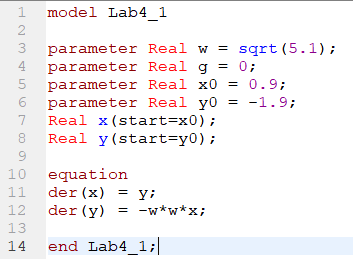 1 model Lab4_1
2
3 parameter Real w = sqrt(5.1);
4 parameter Real g = 0;
5 parameter Real x0 = 0.9;
6 parameter Real y0 = -1.9;
7 Real x(start=x0);
8 Real y(start=y0);
9
10 equation
11 der(x) = y;
12 der(y) = -w*w*x;
13
14 end Lab4_1;